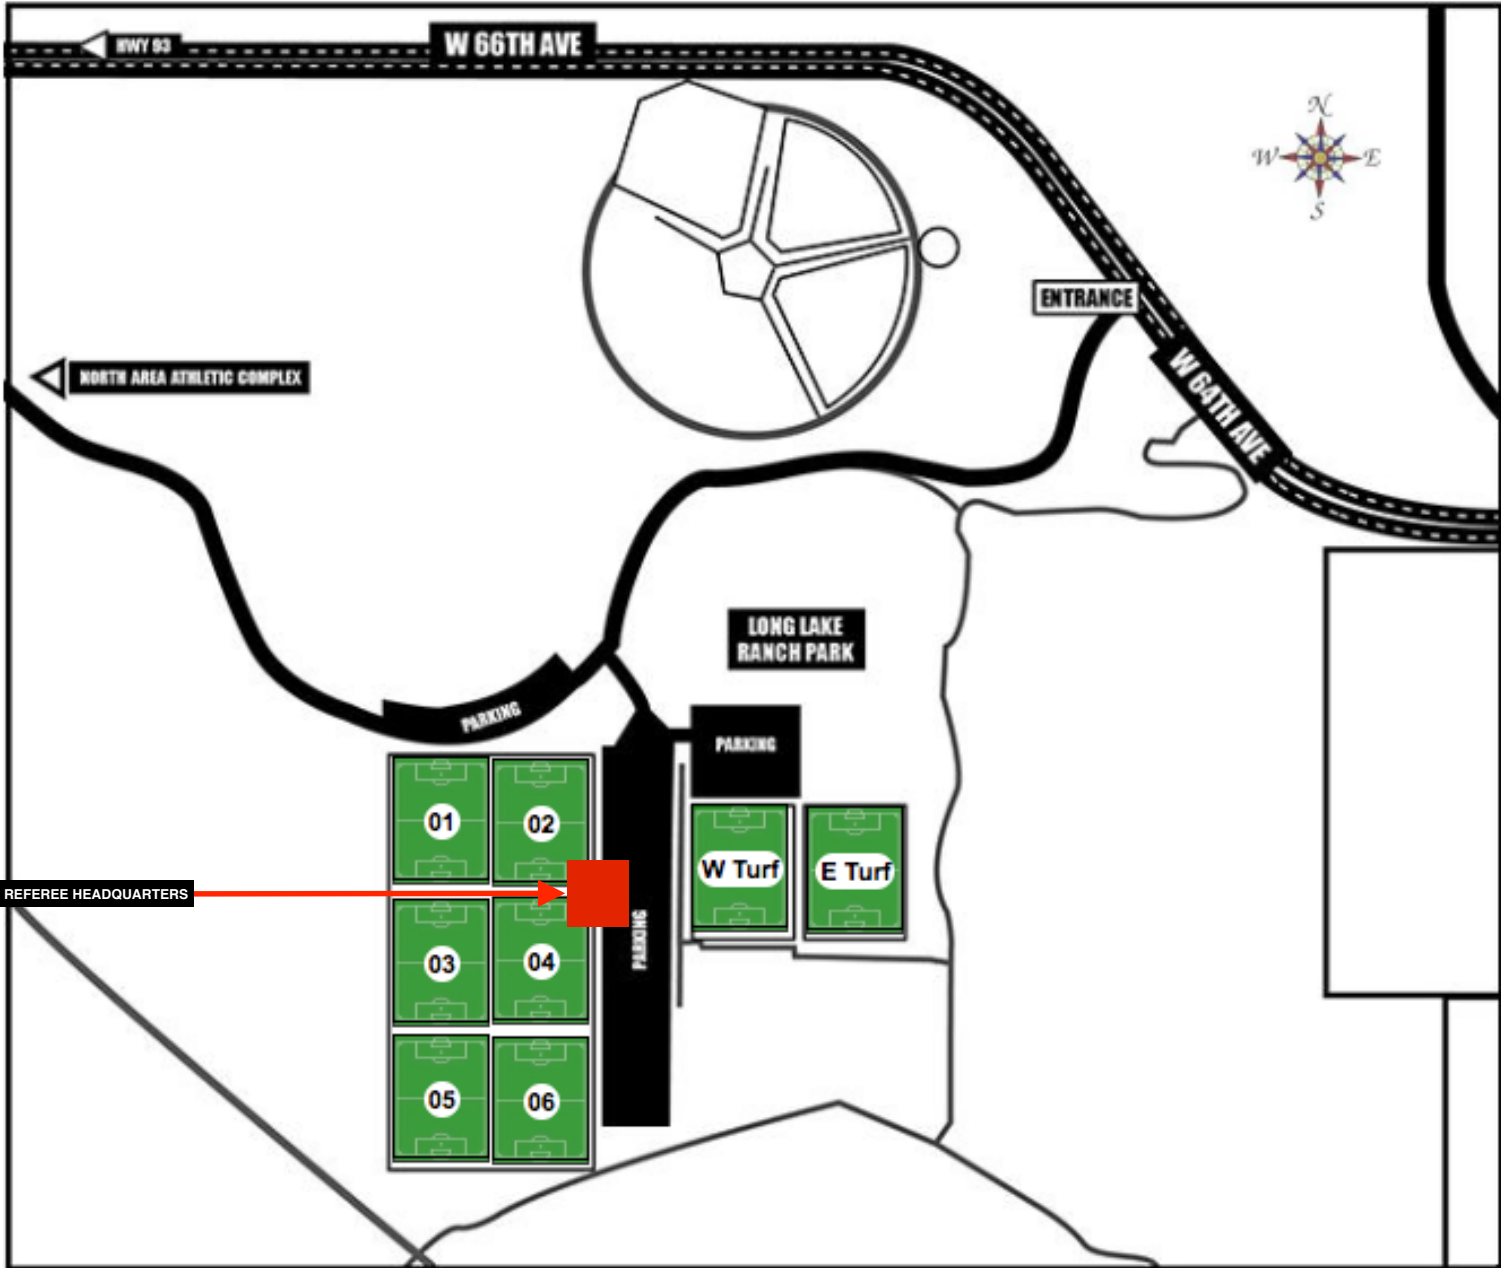 HWY 93
W 66TH AVE
N
W
E
S
ENTRANCE
NORTH AREA ATHLETIC COMPLEX
W 64TH AVE
LONG LAKE
RANCH PARK
PARKING
PARKING
01
02
W Turf
E Turf
REFEREE HEADQUARTERS
PARKING
03
04
05
06